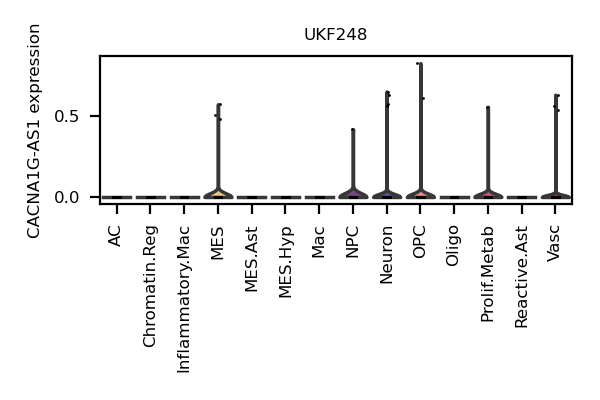 UKF248
CACNA1G-AS1 expression
0.5
0.0
AC
Chromatin.Reg
Inflammatory.Mac
MES
MES.Ast
MES.Hyp
Mac
NPC
Neuron
OPC
Oligo
Prolif.Metab
Reactive.Ast
Vasc